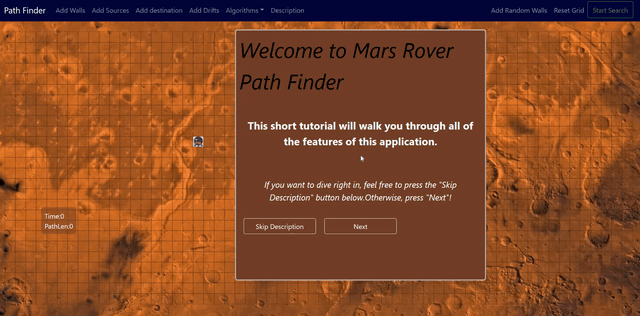 Path Finder Add Walls Add Sources Add destination Add Drifts Algorithms Description Add Random Walls Reset Grid Start Search
Welcome to Mars Rover
Path Finder
This short tutorial will walk you through all of
the features of this application.
If you want to dive right in, feel free to press the "Skip
Description" button below.Otherwise, press "Next"!
Time:0
PathLen:0
Skip Description Next